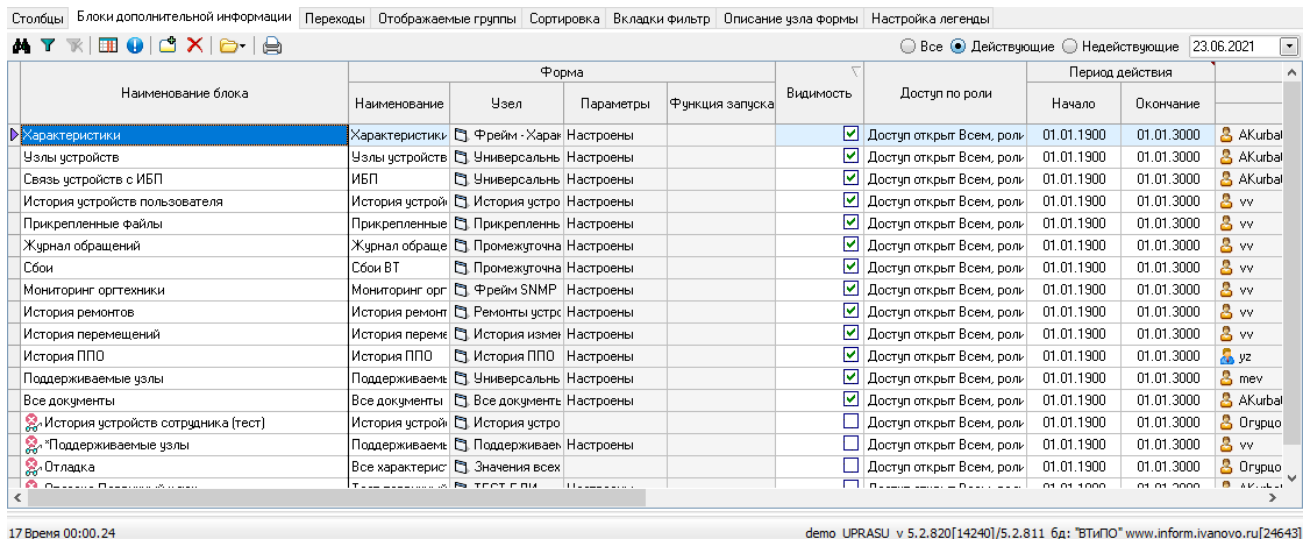 Столбцы Блоки дополнительной информации Переходы Отображаемые группы Сортировка Вкладки фильтр Описание узла формы Настройка легенды
Все Действующие Недействующие 23.06.2021
Наименование блока Форма Видимость Доступ по роли Период действия
Наименование Узел Параметры Функция запуска Начало Окончание
Характеристики Характеристики Фрейм - Харак Настроены Доступ открыт Всем, роли 01.01.1900 01.01.3000 AKurba
Узлы устройств Узлы устройств Универсальнь Настроены Доступ открыт Всем, роли 01.01.1900 01.01.3000 AKurba
Связь устройств с ИБП ИБП Универсальнь Настроены Доступ открыт Всем, роли 01.01.1900 01.01.3000 AKurba
История устройств пользователя История устрой История устро Настроены Доступ открыт Всем, роли 01.01.1900 01.01.3000 vv
Прикрепленные файлы Прикрепленные Прикрепленнь Настроены Доступ открыт Всем, роли 01.01.1900 01.01.3000 vv
Журнал обращений Журнал обраще Промежуточна Настроены Доступ открыт Всем, роли 01.01.1900 01.01.3000 vv
Сбои Сбои ВТ Промежуточна Настроены Доступ открыт Всем, роли 01.01.1900 01.01.3000 vv
Мониторинг оргтехники Мониторинг орг Фрейм SNMP Настроены Доступ открыт Всем, роли 01.01.1900 01.01.3000 vv
История ремонтов История ремонт Ремонты устро Настроены Доступ открыт Всем, роли 01.01.1900 01.01.3000 vv
История перемещений История переме История измен Настроены Доступ открыт Всем, роли 01.01.1900 01.01.3000 vv
История ППО История ППО История ППО Настроены Доступ открыт Всем, роли 01.01.1900 01.01.3000 yz
Поддерживаемые узлы Поддерживаемь Универсальнь Настроены Доступ открыт Всем, роли 01.01.1900 01.01.3000 mev
Все документы Все документы Все документь Настроены Доступ открыт Всем, роли 01.01.1900 01.01.3000 AKurba
История устройств сотрудника (тест) История устрой История устро Доступ открыт Всем, роли 01.01.1900 01.01.3000 Огурцо
*Поддерживаемые узлы Поддерживаемь Поддерживаем Настроены Доступ открыт Всем, роли 01.01.1900 01.01.3000 vv
Отладка Все характерис Значения всех Доступ открыт Всем, роли 01.01.1900 01.01.3000 Огурцо
17 Время 00:00.24 demo_UPRASU_v 5.2.820[14240]/5.2.811 бд: "ВТиПО" www.inform.ivanovo.ru[24643]